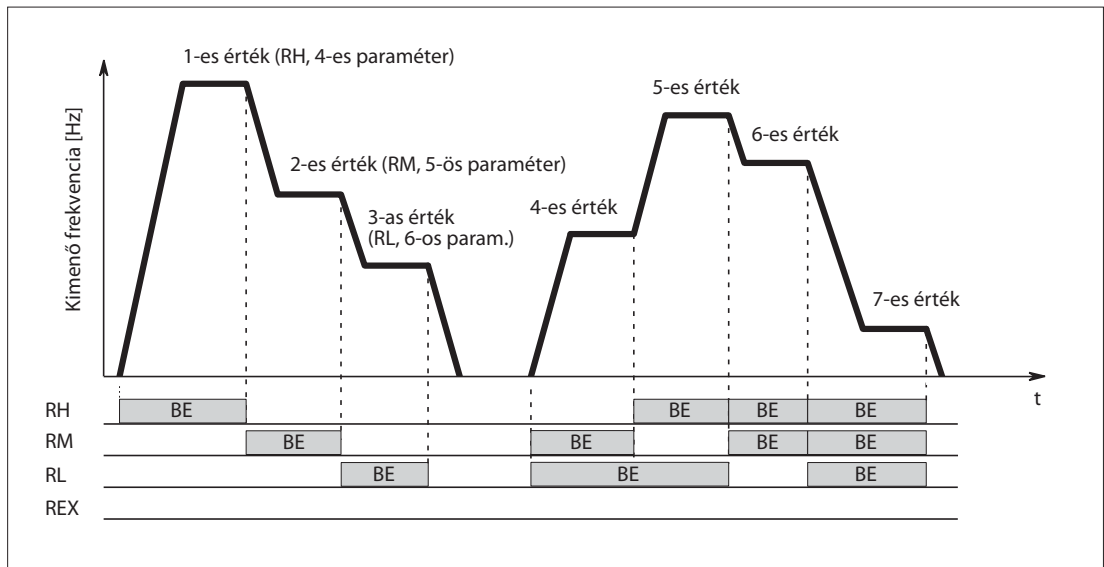 1-es érték (RH, 4-es paraméter)
5-es érték
6-es érték
2-es érték (RM, 5-ös paraméter)
4-es érték
3-as érték
(RL, 6-os param.)
7-es érték
Kimenő frekvencia [Hz]
t
RH BE BE BE BE
RM BE BE BE BE
RL BE BE BE
REX